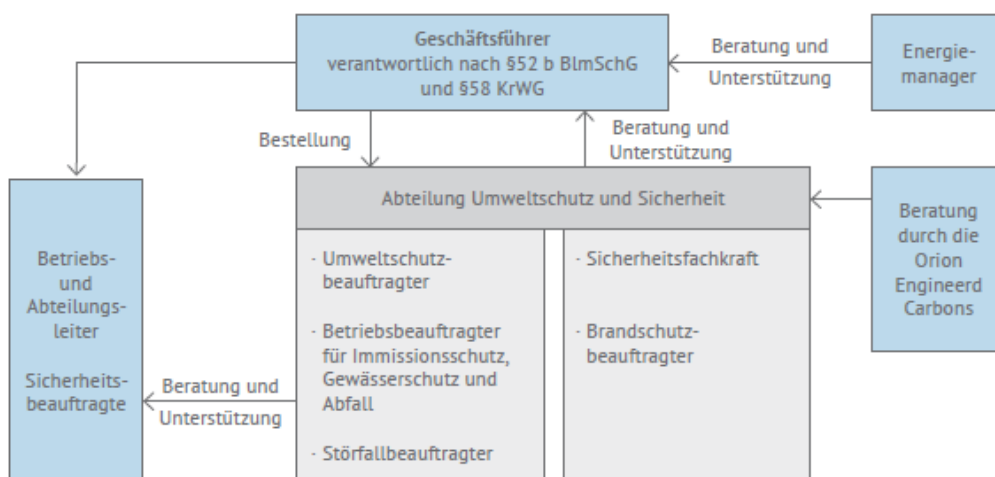 Geschäftsführer
verantwortlich nach §52 b BImSchG
und §58 KrWG
Beratung und
Unterstützung
Energie-
manager
Bestellung
Beratung und
Unterstützung
Abteilung Umweltschutz und Sicherheit
Betriebs-
und
Abteilungs-
leiter
Sicherheits-
beauftragte
Beratung und
Unterstützung
· Umweltschutz-
beauftragter
· Betriebsbeauftragter
für Immissionsschutz,
Gewässerschutz und
Abfall
· Störfallbeauftragter
· Sicherheitsfachkraft
· Brandschutz-
beauftragter
Beratung
durch die
Orion
Engineerd
Carbons